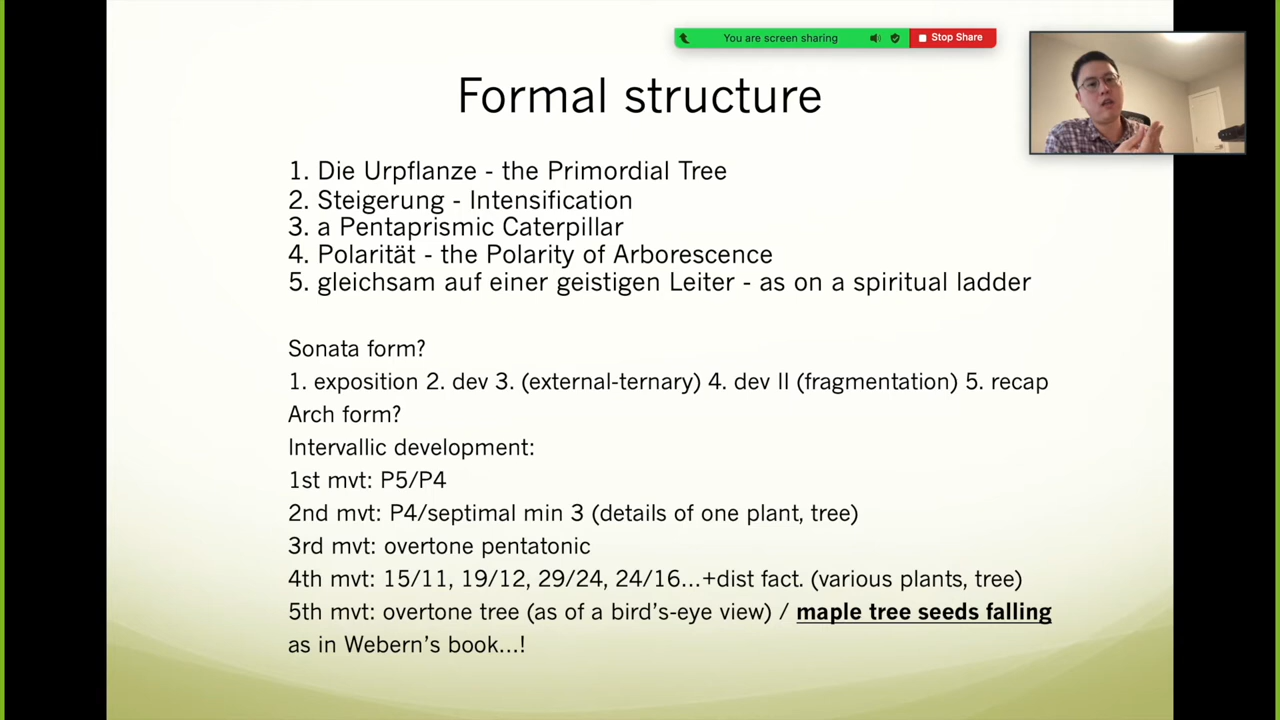 You are screen sharing
Stop Share
Formal structure
1. Die Urpflanze - the Primordial Tree
2. Steigerung - Intensification
3. a Pentaprismic Caterpillar
4. Polarität - the Polarity of Arborescence
5. gleichsam auf einer geistigen Leiter - as on a spiritual ladder
Sonata form?
1. exposition 2. dev 3. (external-ternary) 4. dev II (fragmentation) 5. recap
Arch form?
Intervallic development:
1st mvt: P5/P4
2nd mvt: P4/septimal min 3 (details of one plant, tree)
3rd mvt: overtone pentatonic
4th mvt: 15/11, 19/12, 29/24, 24/16...+dist fact. (various plants, tree)
5th mvt: overtone tree (as of a bird’s-eye view) / maple tree seeds falling
as in Webern’s book...!